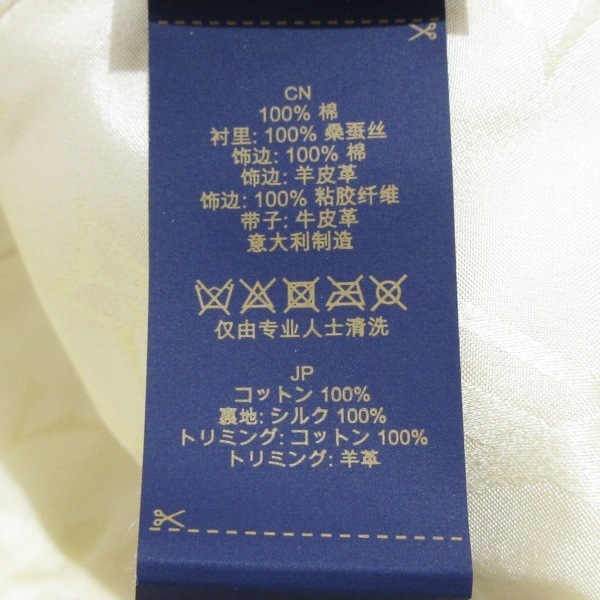 CN
100% 棉
衬里: 100% 桑蚕丝
饰边: 100% 棉
饰边: 羊皮革
饰边: 100% 粘胶纤维
带子: 牛皮革
意大利制造
仅由专业人士清洗
JP
コットン 100%
裏地: シルク 100%
トリミング: コットン 100%
トリミング: 羊革